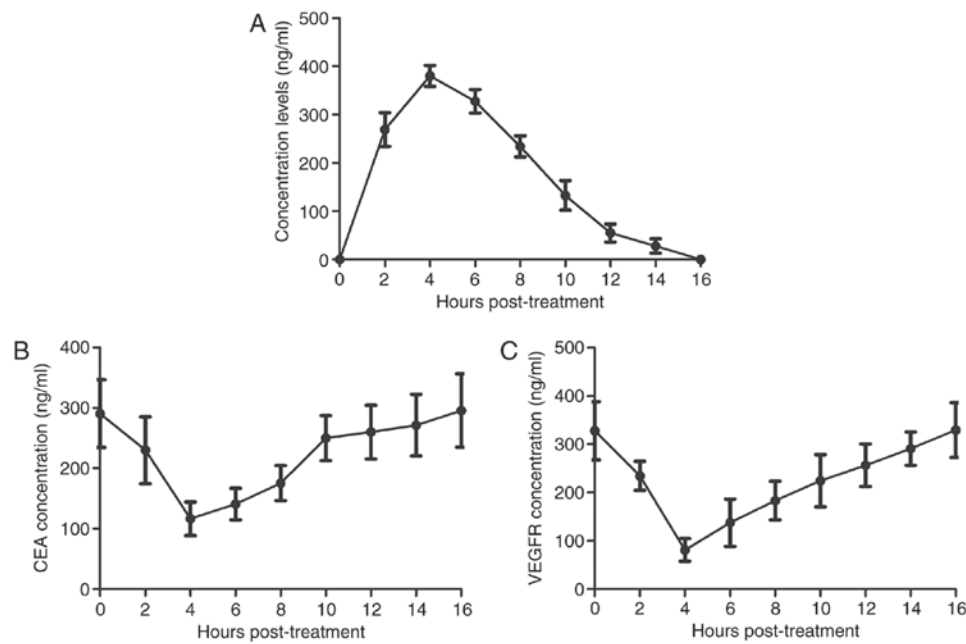 A
Concentration levels (ng/ml)
500
400
300
200
100
0
0 2 4 6 8 10 12 14 16
Hours post-treatment
B
CEA concentration (ng/ml)
400
300
200
100
0
0 2 4 6 8 10 12 14 16
Hours post-treatment
C
VEGFR concentration (ng/ml)
500
400
300
200
100
0
0 2 4 6 8 10 12 14 16
Hours post-treatment